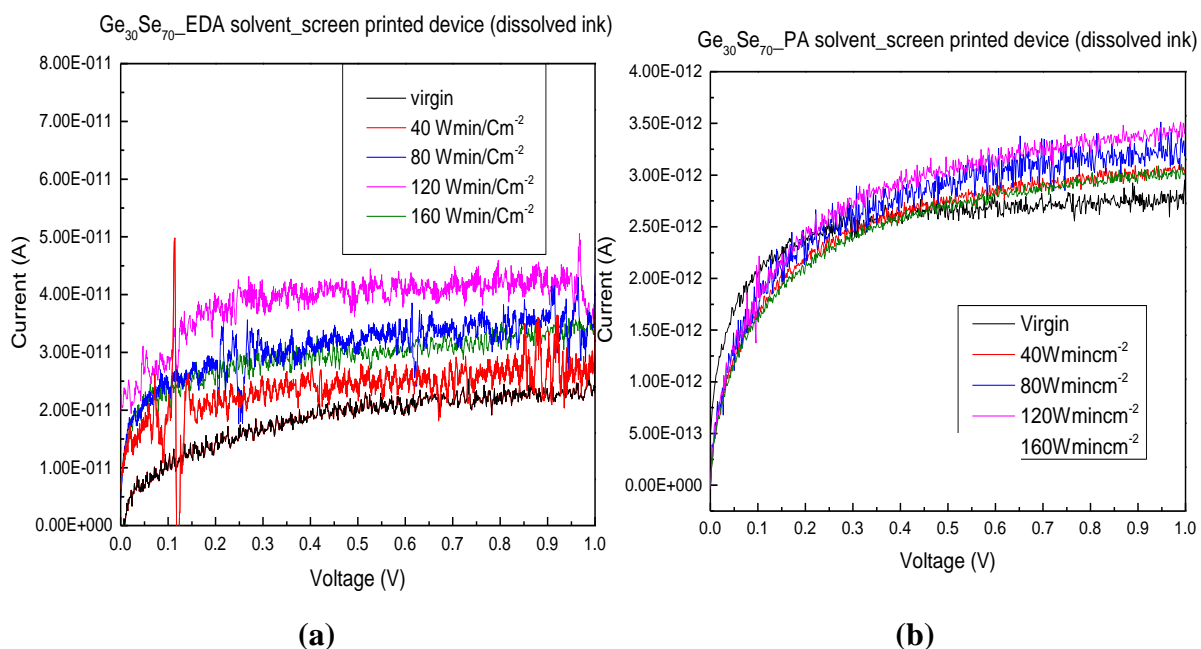 Ge30Se70_EDA solvent_screen printed device (dissolved ink)
8.00E-011
7.00E-011
6.00E-011
5.00E-011
4.00E-011
3.00E-011
2.00E-011
1.00E-011
0.00E+000
Current (A)
virgin
40 Wmin/Cm-2
80 Wmin/Cm-2
120 Wmin/Cm-2
160 Wmin/Cm-2
0.0 0.1 0.2 0.3 0.4 0.5 0.6 0.7 0.8 0.9 1.0
Voltage (V)
(a)
Ge30Se70_PA solvent_screen printed device (dissolved ink)
4.00E-012
3.50E-012
3.00E-012
2.50E-012
2.00E-012
1.50E-012
1.00E-012
5.00E-013
0.00E+000
Current (A)
Virgin
40Wmincm-2
80Wmincm-2
120Wmincm-2
160Wmincm-2
0.0 0.1 0.2 0.3 0.4 0.5 0.6 0.7 0.8 0.9 1.0
Voltage (V)
(b)